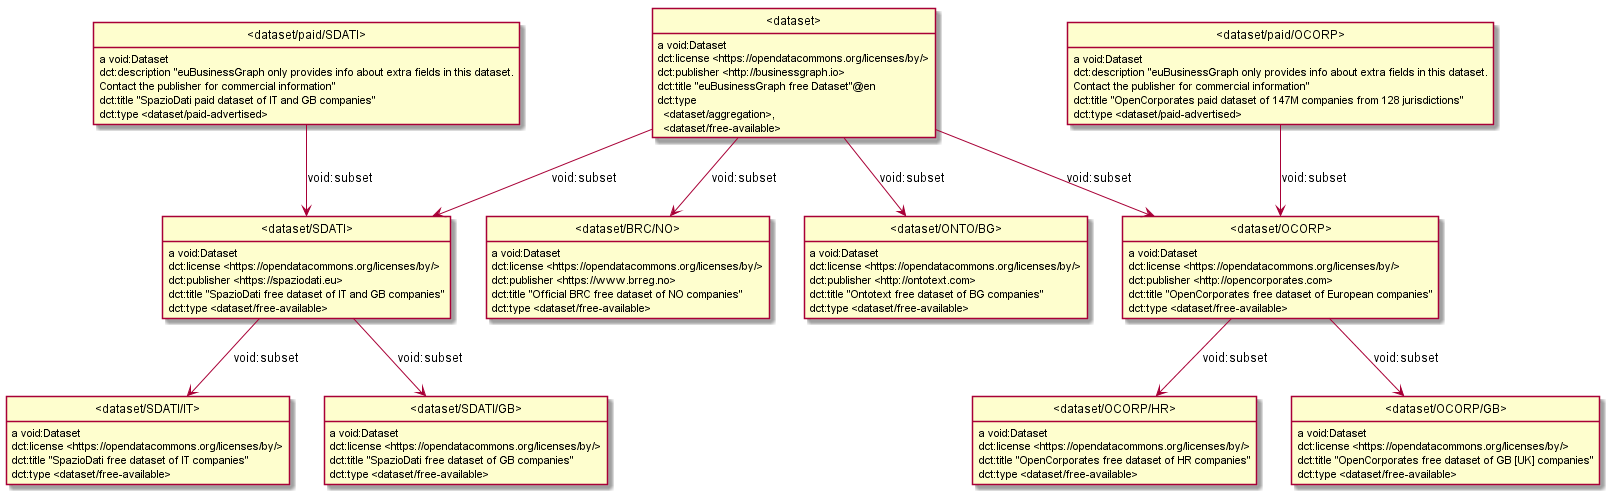 <dataset/paid/SDATI>
a void:Dataset
dct:description "euBusinessGraph only provides info about extra fields in this dataset.
Contact the publisher for commercial information"
dct:title "SpazioDati paid dataset of IT and GB companies"
dct:type <dataset/paid-advertised>
<dataset>
a void:Dataset
dct:license <https://opendatacommons.org/licenses/by/>
dct:publisher <http://businessgraph.io>
dct:title "euBusinessGraph free Dataset"@en
dct:type
<dataset/aggregation>,
<dataset/free-available>
<dataset/paid/OCORP>
a void:Dataset
dct:description "euBusinessGraph only provides info about extra fields in this dataset.
Contact the publisher for commercial information"
dct:title "OpenCorporates paid dataset of 147M companies from 128 jurisdictions"
dct:type <dataset/paid-advertised>
void:subset
void:subset
void:subset
void:subset
void:subset
void:subset
<dataset/SDATI>
a void:Dataset
dct:license <https://opendatacommons.org/licenses/by/>
dct:publisher <https://spaziodati.eu>
dct:title "SpazioDati free dataset of IT and GB companies"
dct:type <dataset/free-available>
<dataset/BRC/NO>
a void:Dataset
dct:license <https://opendatacommons.org/licenses/by/>
dct:publisher <https://www.brreg.no>
dct:title "Official BRC free dataset of NO companies"
dct:type <dataset/free-available>
<dataset/ONTO/BG>
a void:Dataset
dct:license <https://opendatacommons.org/licenses/by/>
dct:publisher <http://ontotext.com>
dct:title "Ontotext free dataset of BG companies"
dct:type <dataset/free-available>
<dataset/OCORP>
a void:Dataset
dct:license <https://opendatacommons.org/licenses/by/>
dct:publisher <http://opencorporates.com>
dct:title "OpenCorporates free dataset of European companies"
dct:type <dataset/free-available>
void:subset
void:subset
void:subset
void:subset
<dataset/SDATI/IT>
a void:Dataset
dct:license <https://opendatacommons.org/licenses/by/>
dct:title "SpazioDati free dataset of IT companies"
dct:type <dataset/free-available>
<dataset/SDATI/GB>
a void:Dataset
dct:license <https://opendatacommons.org/licenses/by/>
dct:title "SpazioDati free dataset of GB companies"
dct:type <dataset/free-available>
<dataset/OCORP/HR>
a void:Dataset
dct:license <https://opendatacommons.org/licenses/by/>
dct:title "OpenCorporates free dataset of HR companies"
dct:type <dataset/free-available>
<dataset/OCORP/GB>
a void:Dataset
dct:license <https://opendatacommons.org/licenses/by/>
dct:title "OpenCorporates free dataset of GB [UK] companies"
dct:type <dataset/free-available>